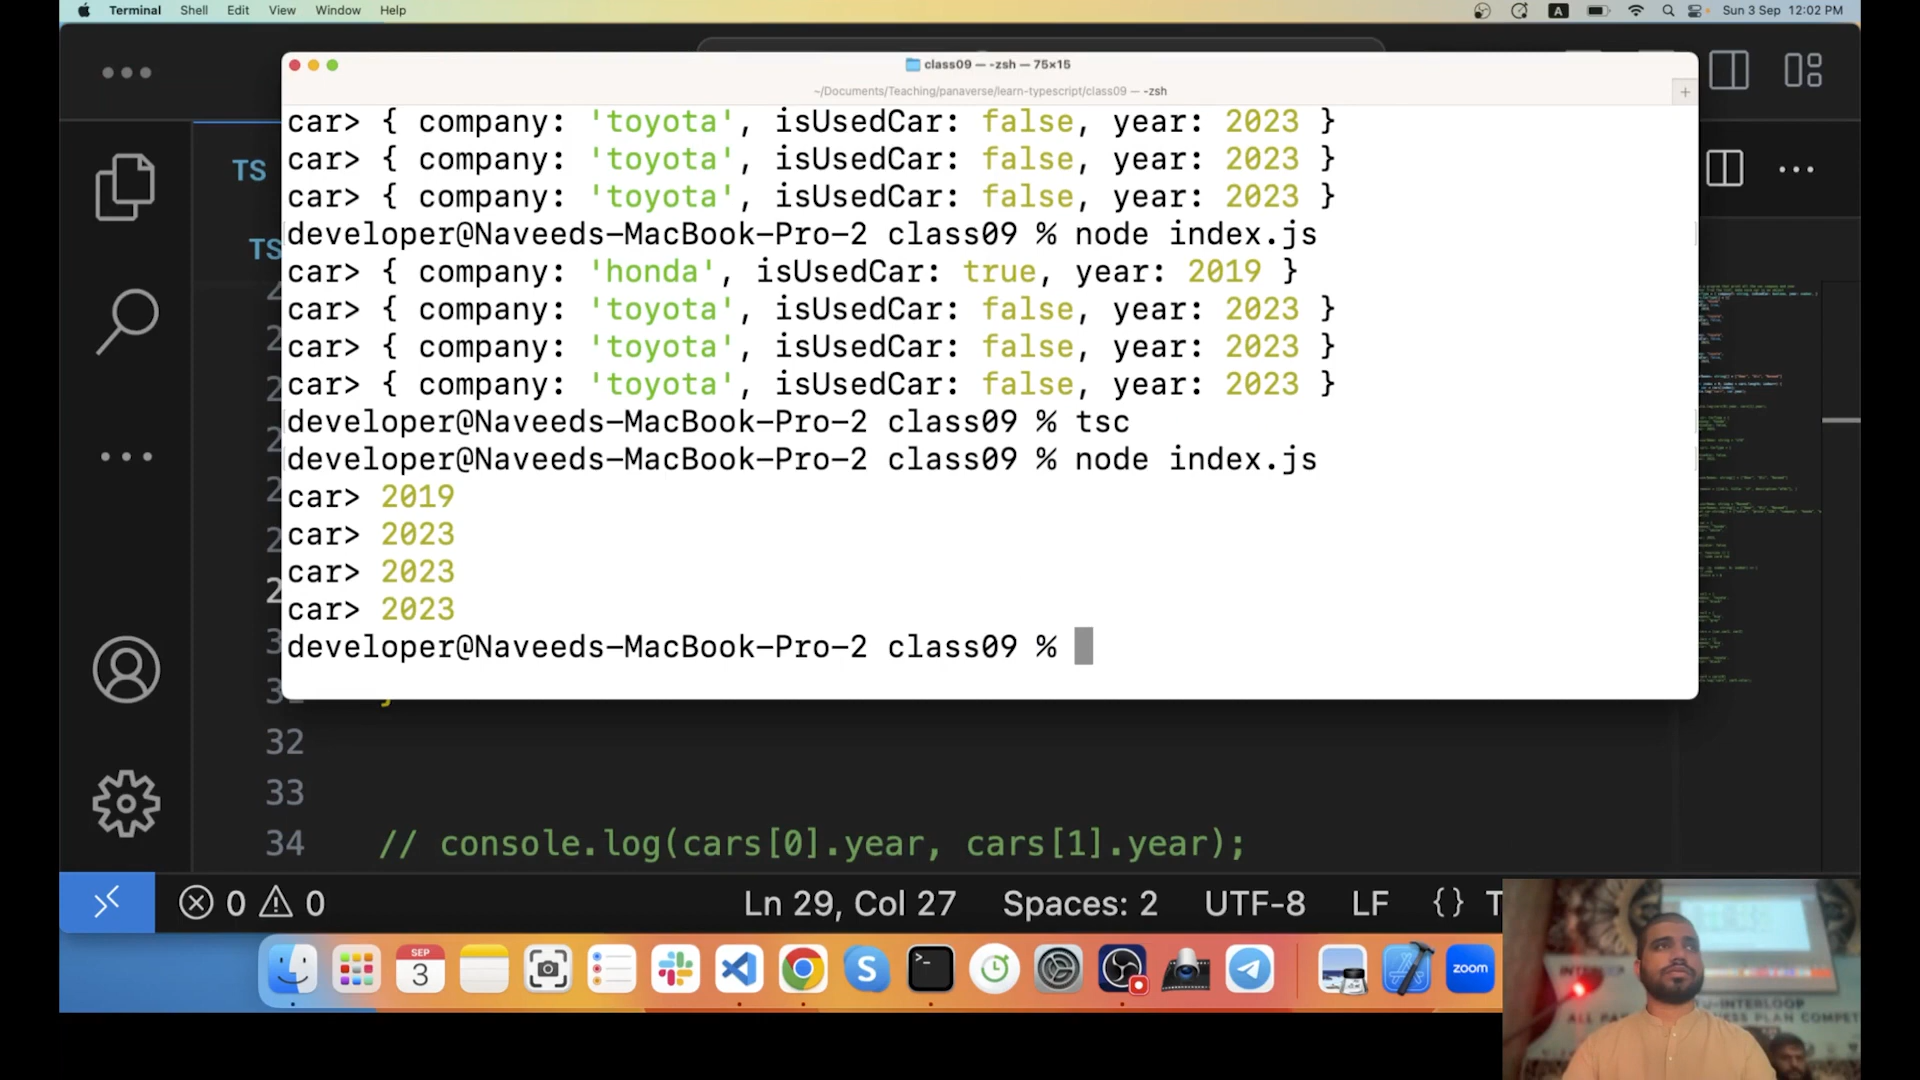 Terminal Shell Edit View Window Help
A
Sun 3 Sep 12:02 PM
class09 — -zsh — 75×15
~/Documents/Teaching/panaverse/learn-typescript/class09 — -zsh
car> { company: 'toyota', isUsedCar: false, year: 2023 }
car> { company: 'toyota', isUsedCar: false, year: 2023 }
car> { company: 'toyota', isUsedCar: false, year: 2023 }
developer@Naveeds-MacBook-Pro-2 class09 % node index.js
car> { company: 'honda', isUsedCar: true, year: 2019 }
car> { company: 'toyota', isUsedCar: false, year: 2023 }
car> { company: 'toyota', isUsedCar: false, year: 2023 }
car> { company: 'toyota', isUsedCar: false, year: 2023 }
developer@Naveeds-MacBook-Pro-2 class09 % tsc
developer@Naveeds-MacBook-Pro-2 class09 % node index.js
car> 2019
car> 2023
car> 2023
car> 2023
developer@Naveeds-MacBook-Pro-2 class09 %
TS
TS
32
33
34 // console.log(cars[0].year, cars[1].year);
0 0 Ln 29, Col 27 Spaces: 2 UTF-8 LF {} T
SEP
3
zoom